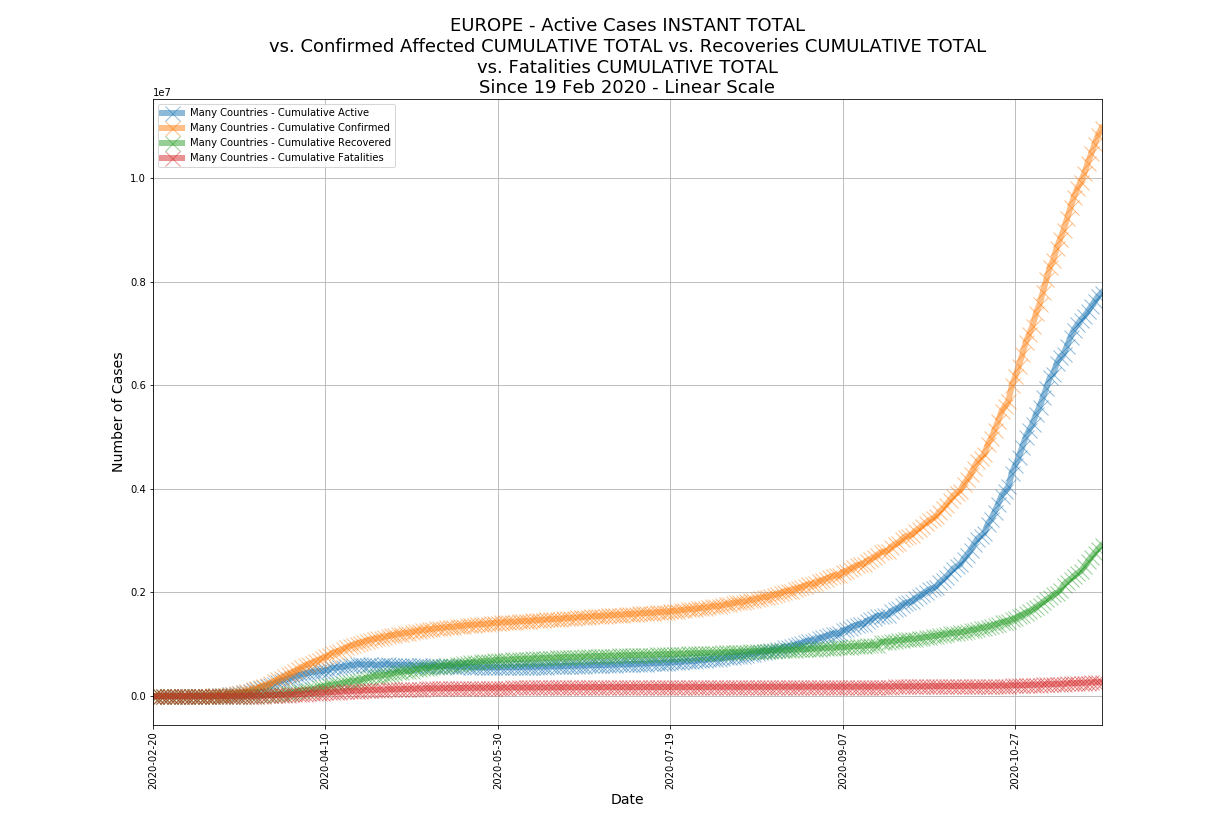 EUROPE - Active Cases INSTANT TOTAL
vs. Confirmed Affected CUMULATIVE TOTAL vs. Recoveries CUMULATIVE TOTAL
vs. Fatalities CUMULATIVE TOTAL
Since 19 Feb 2020 - Linear Scale
1e7
Many Countries - Cumulative Active
Many Countries - Cumulative Confirmed
Many Countries - Cumulative Recovered
Many Countries - Cumulative Fatalities
1.0
0.8
0.6
0.4
0.2
0.0
Number of Cases
2020-02-20
2020-04-10
2020-05-30
2020-07-19
2020-09-07
2020-10-27
Date